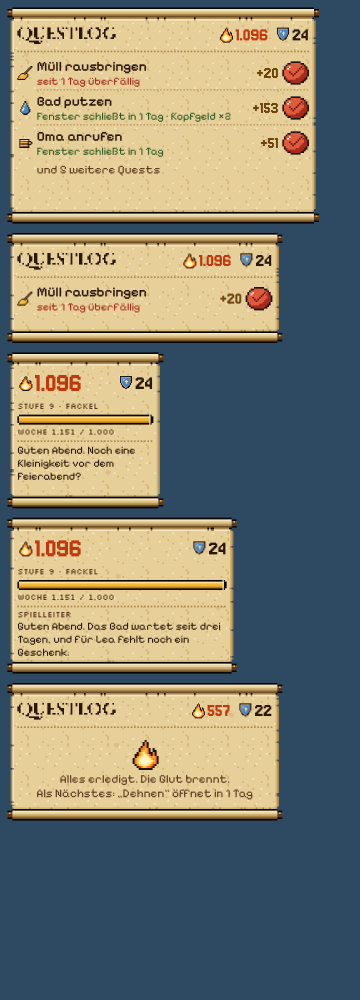 QUESTLOG 1.096 24
Müll rausbringen +20
seit 1 Tag überfällig
Bad putzen +153
Fenster schließt in 1 Tag · Kopfgeld ×2
Oma anrufen +51
Fenster schließt in 1 Tag
und 8 weitere Quests
QUESTLOG 1.096 24
Müll rausbringen +20
seit 1 Tag überfällig
1.096 24
STUFE 9 · FACKEL
WOCHE 1.151 / 1.000
Guten Abend. Noch eine
Kleinigkeit vor dem
Feierabend?
1.096 24
STUFE 9 · FACKEL
WOCHE 1.151 / 1.000
SPIELLEITER
Guten Abend. Das Bad wartet seit drei
Tagen, und für Lea fehlt noch ein
Geschenk.
QUESTLOG 557 22
Alles erledigt. Die Glut brennt.
Als Nächstes: „Dehnen“ öffnet in 1 Tag